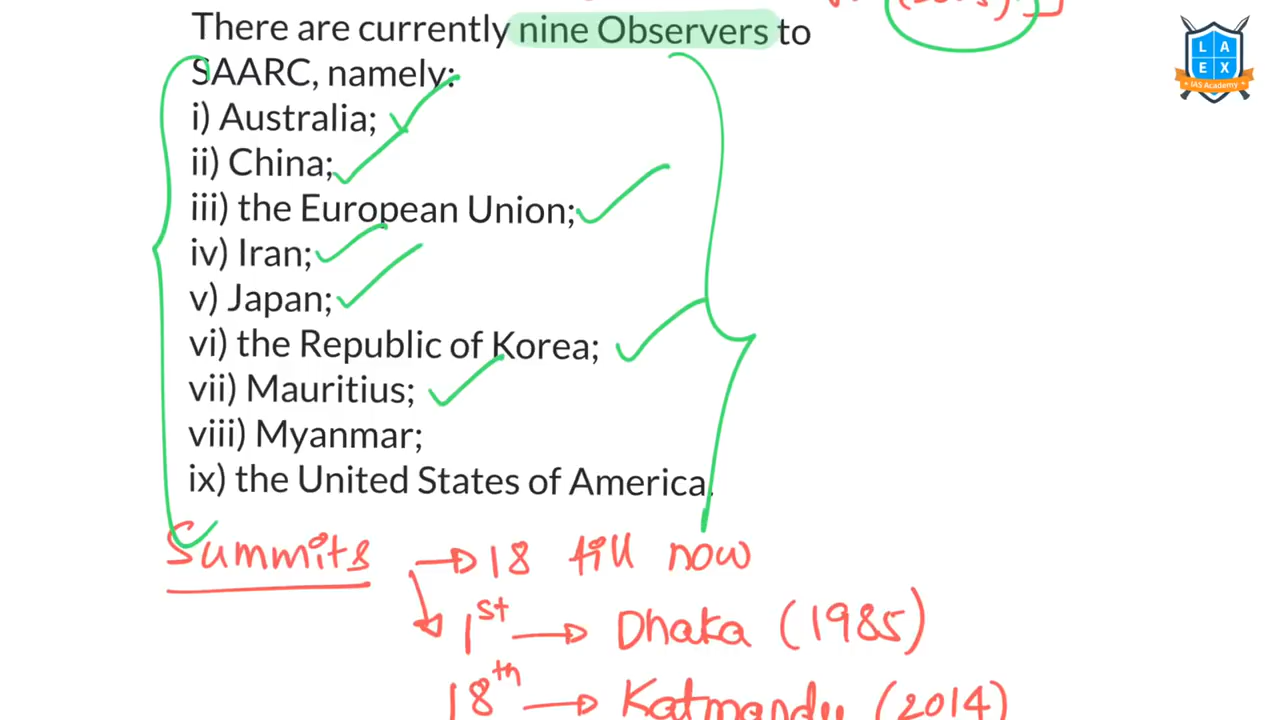 There are currently nine Observers to
SAARC, namely:
i) Australia;
ii) China;
iii) the European Union;
iv) Iran;
v) Japan;
vi) the Republic of Korea;
vii) Mauritius;
viii) Myanmar;
ix) the United States of America.
Summits → 18 till now
1st → Dhaka (1985)
18th → Katmandu (2014)
LA
EX
IAS Academy